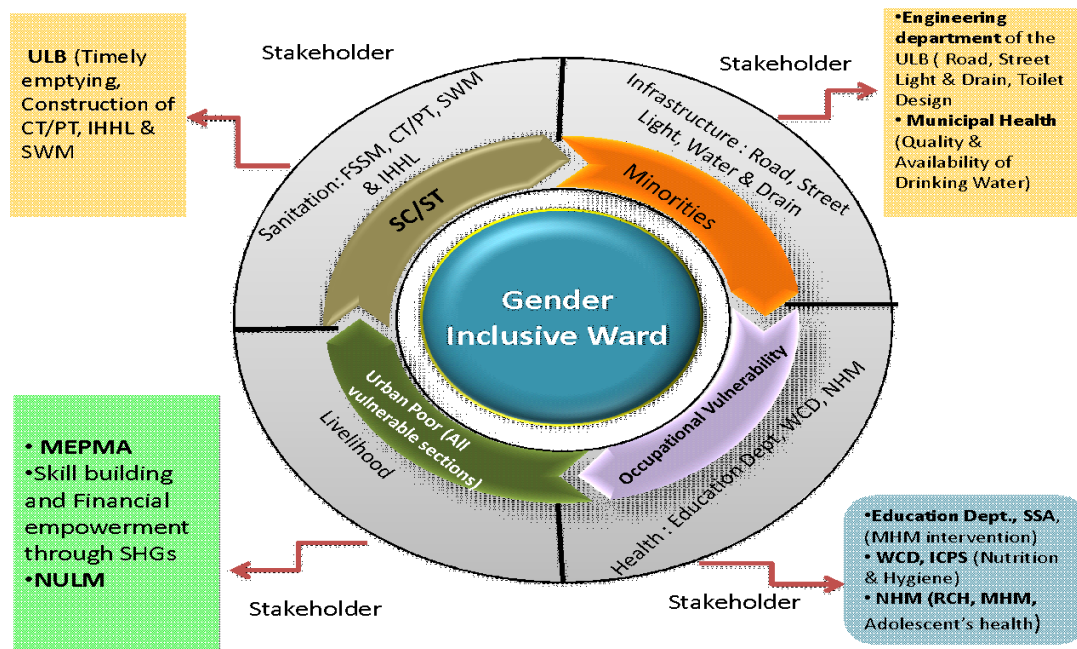 Stakeholder
ULB (Timely
emptying,
Construction of
CT/PT, IHHL &
SWM
Sanitation: FSSM, CT/PT, SWM
& IHHL
SC/ST
Stakeholder
•Engineering
department of the
ULB ( Road, Street
Light & Drain, Toilet
Design
• Municipal Health
(Quality &
Availability of
Drinking Water)
Infrastructure : Road, Street
Light, Water & Drain
Minorities
Gender
Inclusive Ward
Urban Poor (All
vulnerable sections)
Livelihood
• MEPMA
•Skill building
and Financial
empowerment
through SHGs
•NULM
Stakeholder
Occupational Vulnerability
Health : Education Dept, WCD, NHM
•Education Dept., SSA,
(MHM intervention)
• WCD, ICPS (Nutrition
& Hygiene)
• NHM (RCH, MHM,
Adolescent's health)
Stakeholder